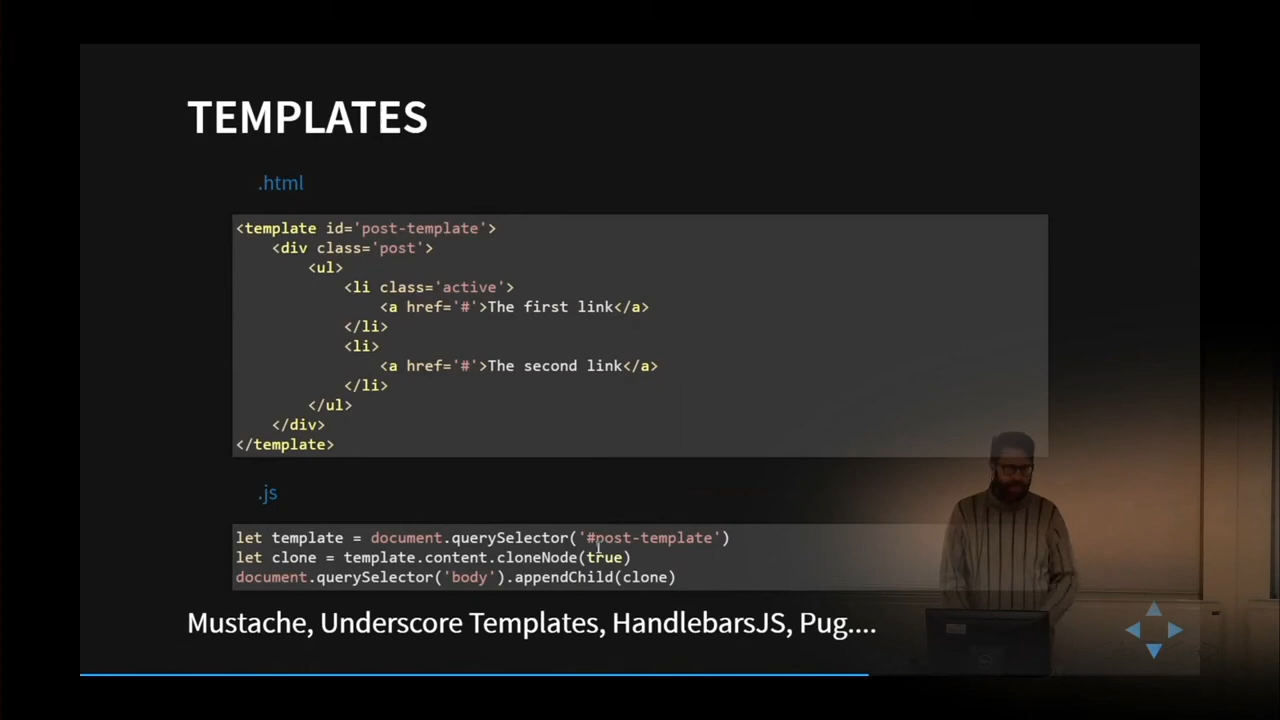 TEMPLATES
.html
<template id='post-template'>
    <div class='post'>
        <ul>
            <li class='active'>
                <a href='#'>The first link</a>
            </li>
            <li>
                <a href='#'>The second link</a>
            </li>
        </ul>
    </div>
</template>
.js
let template = document.querySelector('#post-template')
let clone = template.content.cloneNode(true)
document.querySelector('body').appendChild(clone)
Mustache, Underscore Templates, HandlebarsJS, Pug....